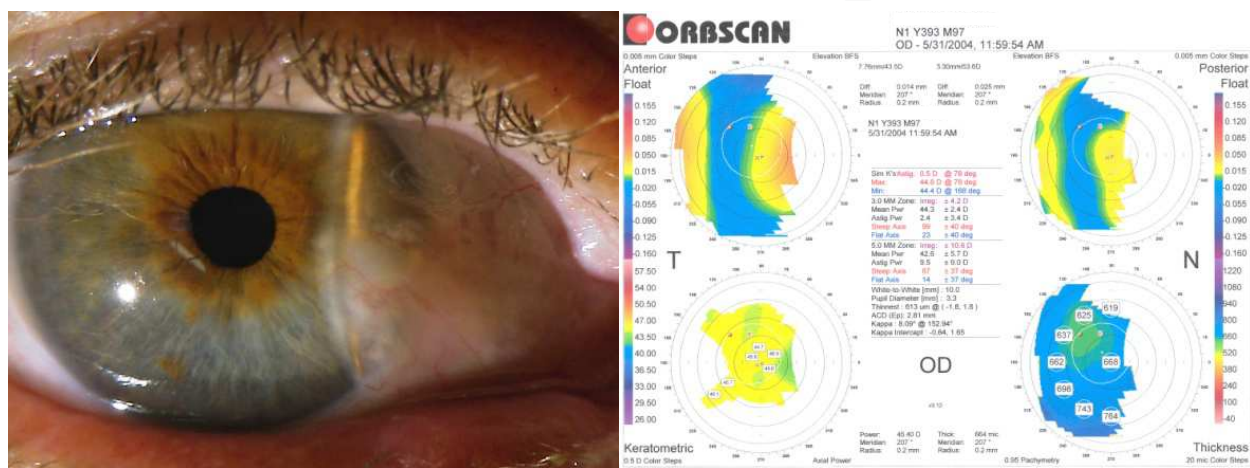 ORBSCAN
N1 Y393 M97
OD - 5/31/2004, 11:59:54 AM
0.005 mm Color Steps
Elevation BFS
Elevation BFS
0.005 mm Color Steps
Anterior
Float
Posterior
Float
0.155
0.120
0.085
0.050
0.015
-0.020
-0.055
-0.090
-0.125
-0.160
Diff: 0.014 mm
Meridian: 207 °
Radius: 0.2 mm
Diff: 0.025 mm
Meridian: 207 °
Radius: 0.2 mm
N1 Y393 M97
5/31/2004 11:59:54 AM
Sim K's: Astig: 0.5 D @ 78 deg
Max: 44.8 D @ 78 deg
Min: 44.4 D @ 168 deg
3.0 MM Zone: Irreg: ± 4.2 D
Mean Pwr 44.3 ± 2.4 D
Astig Pwr 2.4 ± 3.4 D
Steep Axis 89 ± 40 deg
Flat Axis 23 ± 40 deg
5.0 MM Zone: Irreg: ± 10.6 D
Mean Pwr 42.6 ± 5.7 D
Astig Pwr 9.5 ± 9.0 D
Steep Axis 67 ± 37 deg
Flat Axis 14 ± 37 deg
White-to-White [mm] : 10.0
Pupil Diameter [mm] : 3.3
Thinnest : 613 um @ ( -1.6, 1.8 )
ACD (Ep): 2.81 mm
Kappa : 8.09° @ 152.94°
Kappa Intercept : -0.84, 1.65
T
N
OD
57.50
54.00
50.50
47.00
43.50
40.00
36.50
33.00
29.50
26.00
1220
1080
940
800
660
520
380
240
100
-40
625
619
637
662
668
698
743
764
Power: 45.40 D
Meridian: 207 °
Radius: 0.2 mm
Thick: 664 mic
Meridian: 207 °
Radius: 0.2 mm
Keratometric
0.5 D Color Steps
Axial Power
0.95 Pachymetry
Thickness
20 mic Color Steps